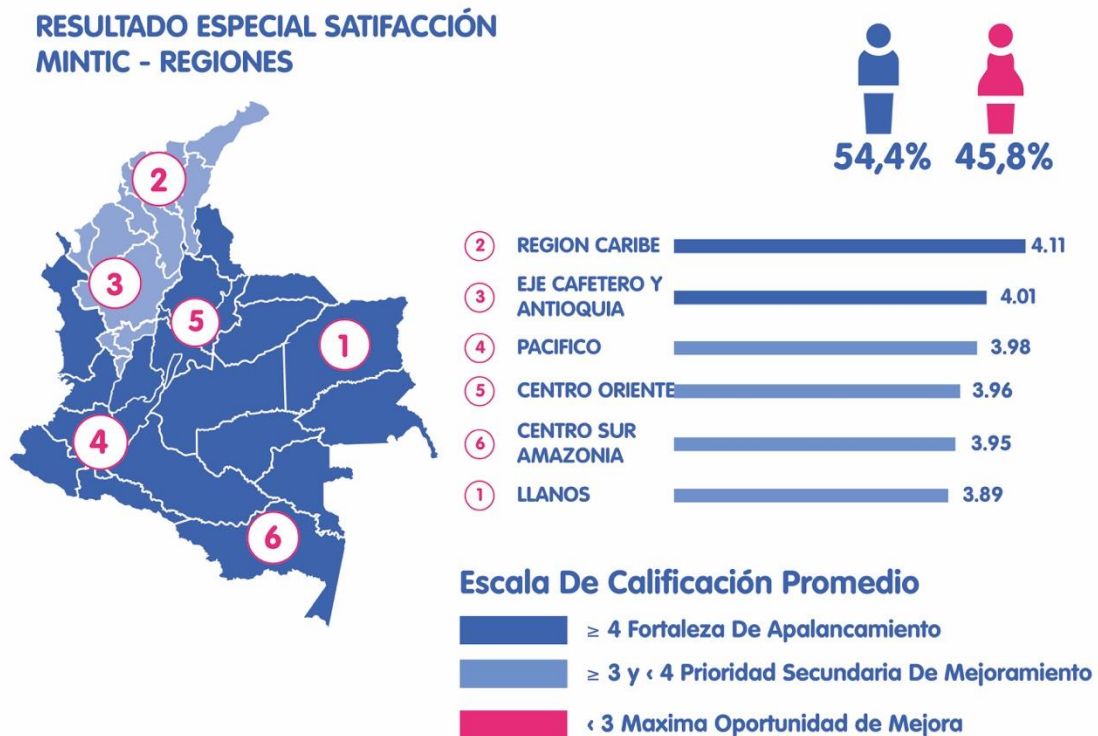 RESULTADO ESPECIAL SATIFACCIÓN
MINTIC - REGIONES
54,4% 45,8%
2
3
5
1
4
6
2 REGION CARIBE 4.11
3 EJE CAFETERO Y
ANTIOQUIA 4.01
4 PACIFICO 3.98
5 CENTRO ORIENTE 3.96
6 CENTRO SUR
AMAZONIA 3.95
1 LLANOS 3.89
Escala De Calificación Promedio
≥ 4 Fortaleza De Apalancamiento
≥ 3 y ‹ 4 Prioridad Secundaria De Mejoramiento
‹ 3 Maxima Oportunidad de Mejora